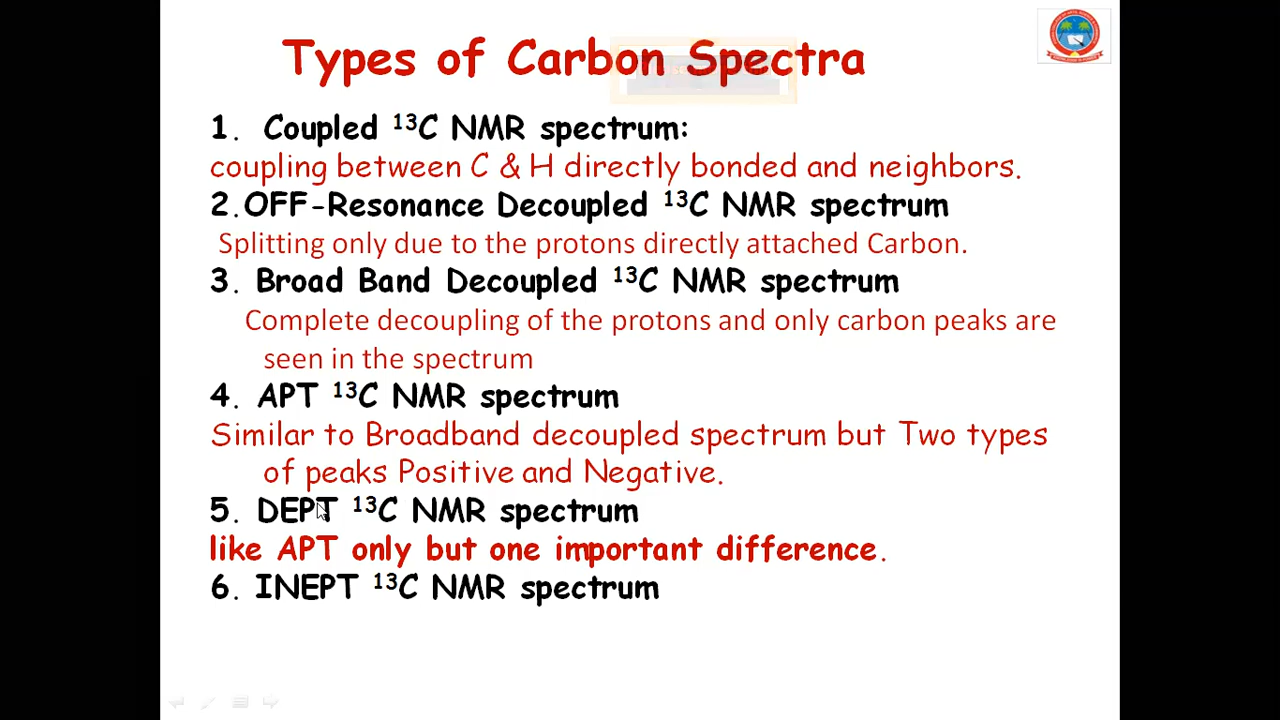 Types of Carbon Spectra
1. Coupled ¹³C NMR spectrum:
coupling between C & H directly bonded and neighbors.
2.OFF-Resonance Decoupled ¹³C NMR spectrum
Splitting only due to the protons directly attached Carbon.
3. Broad Band Decoupled ¹³C NMR spectrum
Complete decoupling of the protons and only carbon peaks are
seen in the spectrum
4. APT ¹³C NMR spectrum
Similar to Broadband decoupled spectrum but Two types
of peaks Positive and Negative.
5. DEPT ¹³C NMR spectrum
like APT only but one important difference.
6. INEPT ¹³C NMR spectrum